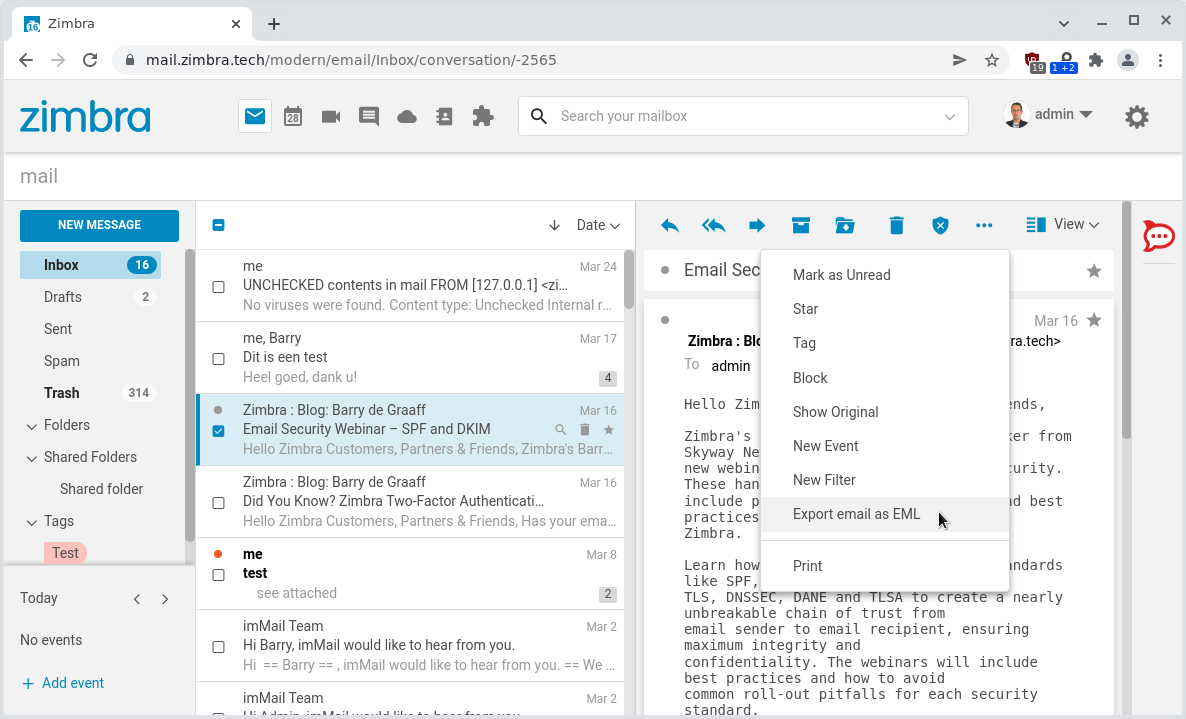 Zimbra
mail.zimbra.tech/modern/email/Inbox/conversation/-2565
19
1 +2
zimbra
28
Search your mailbox
admin
mail
NEW MESSAGE
Inbox 16
Drafts 2
Sent
Spam
Trash 314
Folders
Shared Folders
Shared folder
Tags
Test
Today
No events
+ Add event
Date
me Mar 24
UNCHECKED contents in mail FROM [127.0.0.1] <zi…
No viruses were found. Content type: Unchecked Internal r…
me, Barry Mar 17
Dit is een test
Heel goed, dank u! 4
Zimbra : Blog: Barry de Graaff Mar 16
Email Security Webinar – SPF and DKIM
Hello Zimbra Customers, Partners & Friends, Zimbra's Barr…
Zimbra : Blog: Barry de Graaff Mar 16
Did You Know? Zimbra Two-Factor Authenticati…
Hello Zimbra Customers, Partners & Friends, Has your ema…
me Mar 8
test
see attached 2
imMail Team Mar 2
Hi Barry, imMail would like to hear from you.
Hi == Barry == , imMail would like to hear from you. == We …
imMail Team Mar 2
View
Email Sec
Mar 16
Zimbra : Blo ra.tech>
To admin
Hello Zim ends,
Zimbra's ker from
Skyway Ne
new webin curity.
These han
include p nd best
practices
Zimbra.
Learn how andards
like SPF,
TLS, DNSSEC, DANE and TLSA to create a nearly
unbreakable chain of trust from
email sender to email recipient, ensuring
maximum integrity and
confidentiality. The webinars will include
best practices and how to avoid
common roll-out pitfalls for each security
standard.
Mark as Unread
Star
Tag
Block
Show Original
New Event
New Filter
Export email as EML
Print